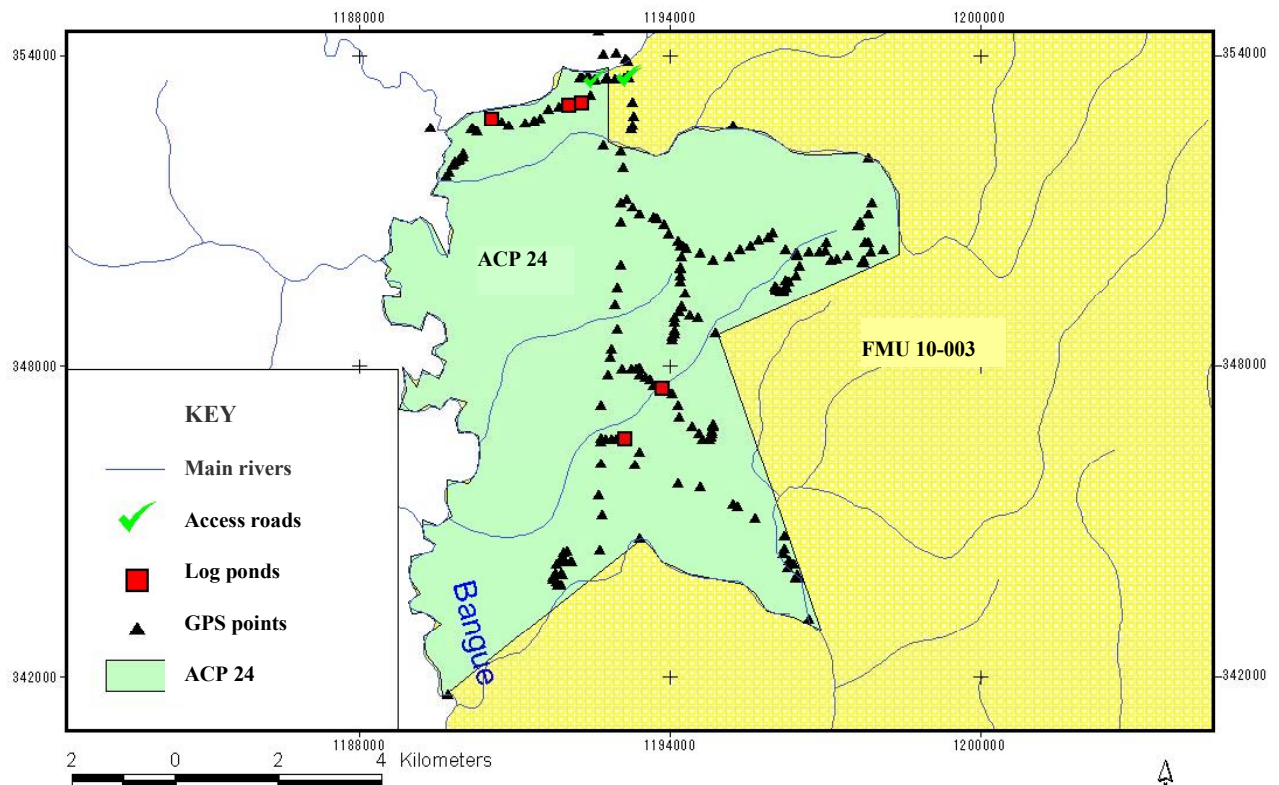 1188000 1194000 1200000
354000 354000
ACP 24
FMU 10-003
348000 348000
KEY
Main rivers
Access roads
Log ponds
GPS points
ACP 24
Bangue
342000 342000
1188000 1194000 1200000
2 0 2 4 Kilometers